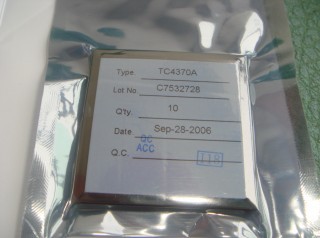 Type. TC4370A
Lot No. C7532728
Q'ty. 10
Date. Sep-28-2006
QC
Q.C. ACC